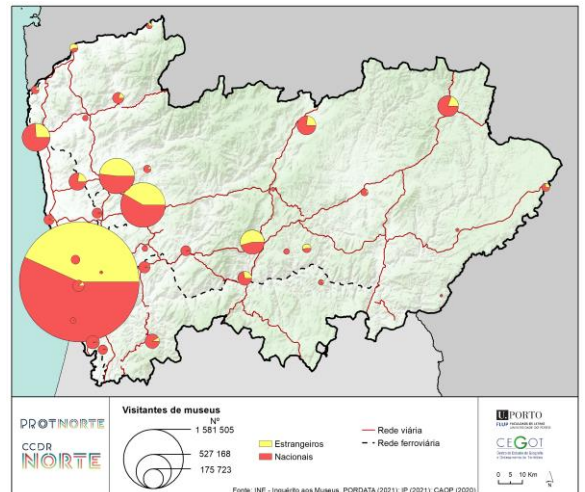 PROTNORTE
CCDR
NORTE
Visitantes de museus
Nº
1 581 505
527 168
175 723
Estrangeiros
Nacionais
Rede viária
Rede ferroviária
U.PORTO
FLUP FACULDADE DE LETRAS
UNIVERSIDADE DO PORTO
CEGOT
0 5 10 Km
N
Fonte: INE - Inquérito aos Museus, PORDATA (2021); IP (2021); CAOP (2020)